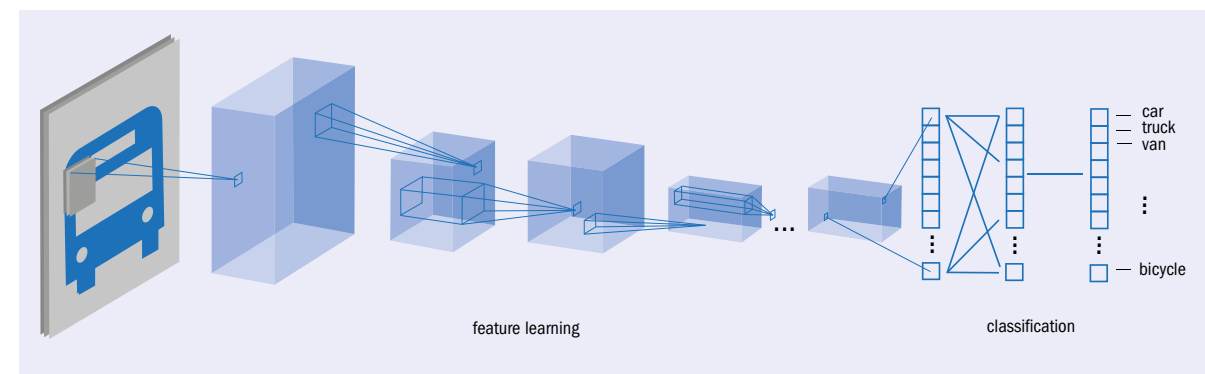 car
truck
van
...
bicycle
feature learning
classification